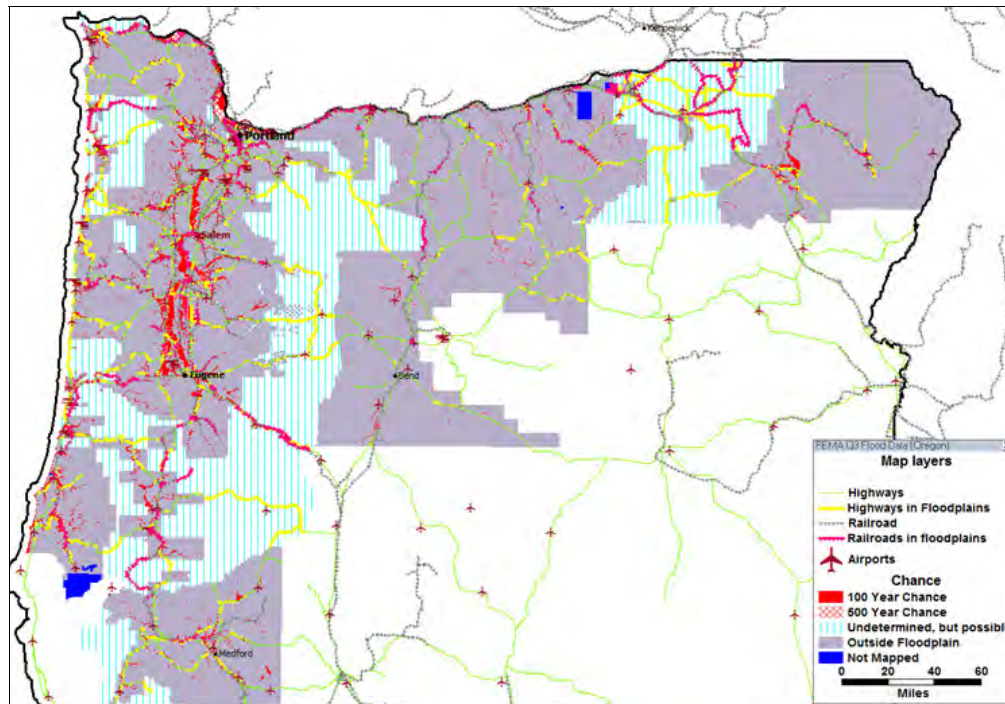 Kennewick
Portland
Salem
Eugene
Bend
Medford
FEMA Q3 Flood Data (Oregon)
Map layers
Highways
Highways in Floodplains
Railroad
Railroads in floodplains
Airports
Chance
100 Year Chance
500 Year Chance
Undetermined, but possible
Outside Floodplain
Not Mapped
0 20 40 60
Miles